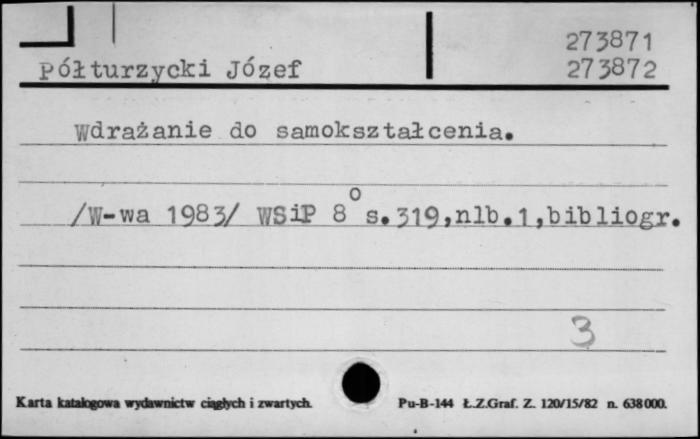 273871
Półturzycki Józef 273872
Wdrażanie do samokształcenia.
/W-wa 1983/ WSiP 8° s.319,nlb.1,bibliogr.
3
Karta katalogowa wydawnictw ciągłych i zwartych. Pu-B-144 Ł.Z.Graf. Z. 120/15/82 n. 638000.